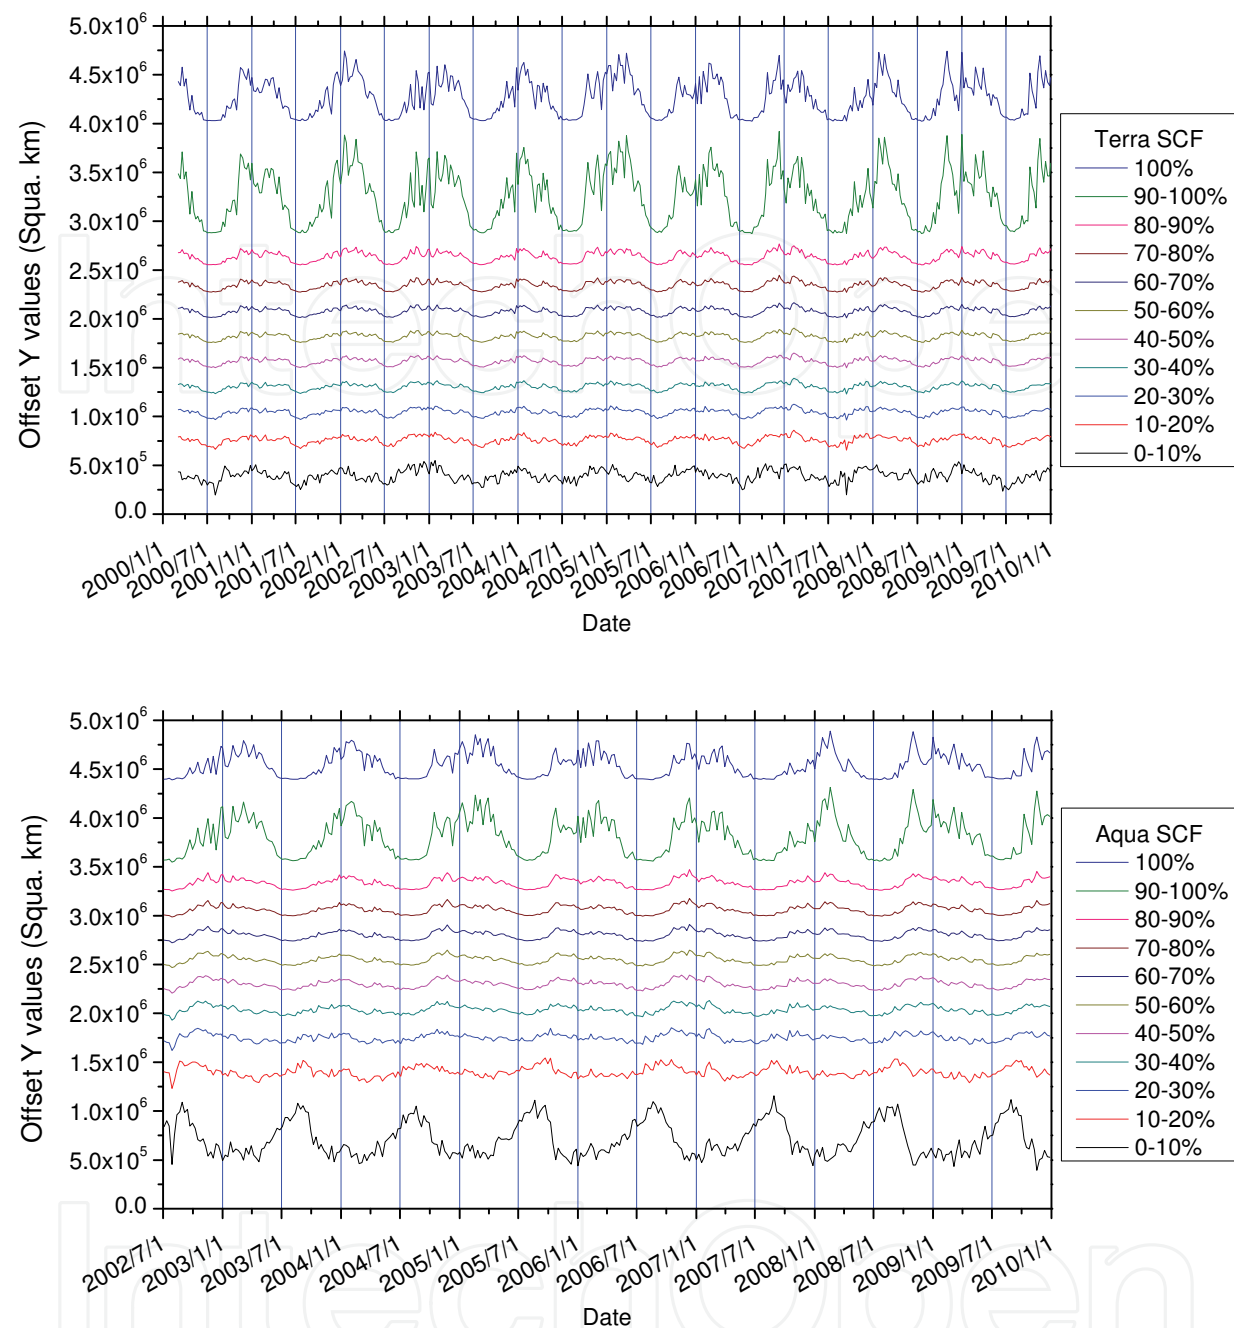 5.0x10^6
4.5x10^6
4.0x10^6
3.5x10^6
3.0x10^6
2.5x10^6
2.0x10^6
1.5x10^6
1.0x10^6
5.0x10^5
0.0
Offset Y values (Squa. km)
2000/1/1
2000/7/1
2001/1/1
2001/7/1
2002/1/1
2002/7/1
2003/1/1
2003/7/1
2004/1/1
2004/7/1
2005/1/1
2005/7/1
2006/1/1
2006/7/1
2007/1/1
2007/7/1
2008/1/1
2008/7/1
2009/1/1
2009/7/1
2010/1/1
Date
Terra SCF
100%
90-100%
80-90%
70-80%
60-70%
50-60%
40-50%
30-40%
20-30%
10-20%
0-10%
IntechOpe
5.0x10^6
4.5x10^6
4.0x10^6
3.5x10^6
3.0x10^6
2.5x10^6
2.0x10^6
1.5x10^6
1.0x10^6
5.0x10^5
0.0
Offset Y values (Squa. km)
2002/7/1
2003/1/1
2003/7/1
2004/1/1
2004/7/1
2005/1/1
2005/7/1
2006/1/1
2006/7/1
2007/1/1
2007/7/1
2008/1/1
2008/7/1
2009/1/1
2009/7/1
2010/1/1
Date
Aqua SCF
100%
90-100%
80-90%
70-80%
60-70%
50-60%
40-50%
30-40%
20-30%
10-20%
0-10%
IntechOpen